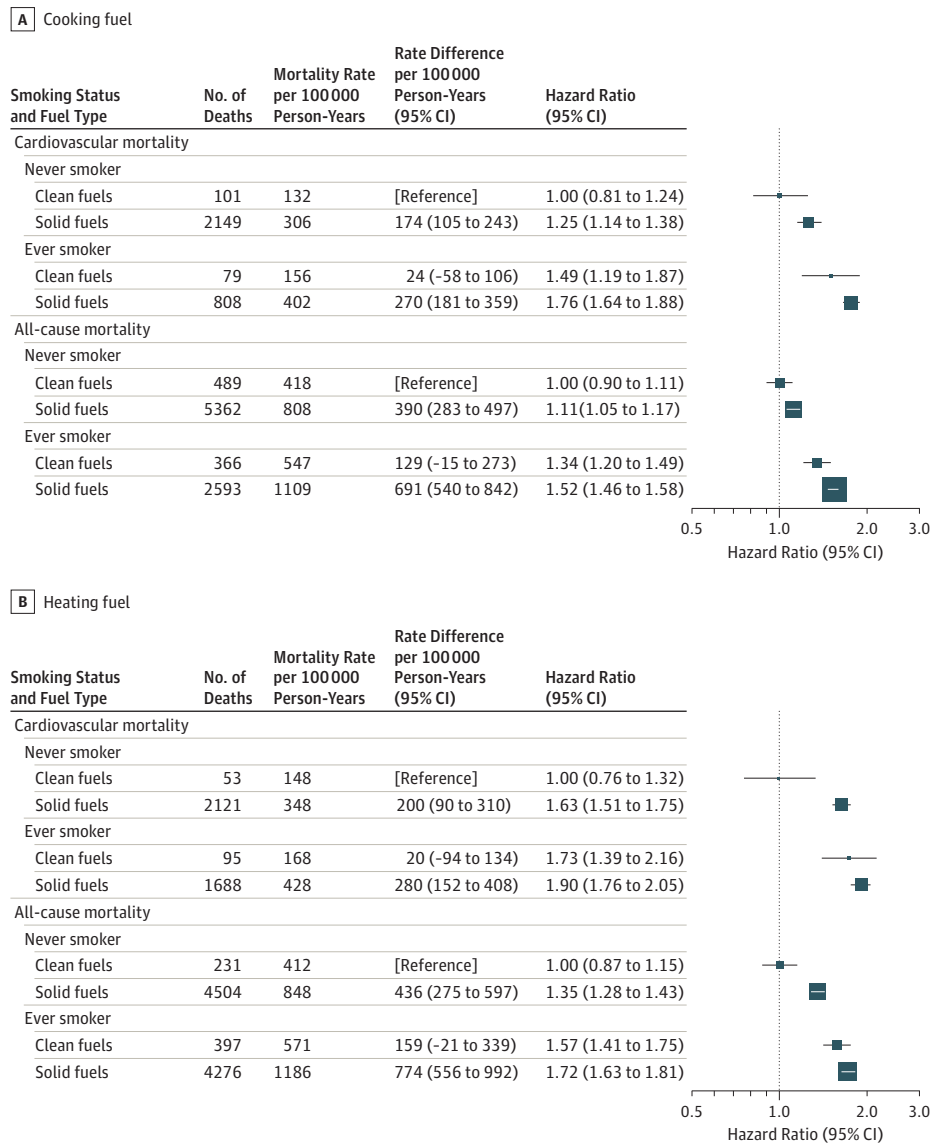 A Cooking fuel
Smoking Status and Fuel Type No. of Deaths Mortality Rate per 100 000 Person-Years Rate Difference per 100 000 Person-Years (95% CI) Hazard Ratio (95% CI)
Cardiovascular mortality
Never smoker
Clean fuels 101 132 [Reference] 1.00 (0.81 to 1.24)
Solid fuels 2149 306 174 (105 to 243) 1.25 (1.14 to 1.38)
Ever smoker
Clean fuels 79 156 24 (-58 to 106) 1.49 (1.19 to 1.87)
Solid fuels 808 402 270 (181 to 359) 1.76 (1.64 to 1.88)
All-cause mortality
Never smoker
Clean fuels 489 418 [Reference] 1.00 (0.90 to 1.11)
Solid fuels 5362 808 390 (283 to 497) 1.11(1.05 to 1.17)
Ever smoker
Clean fuels 366 547 129 (-15 to 273) 1.34 (1.20 to 1.49)
Solid fuels 2593 1109 691 (540 to 842) 1.52 (1.46 to 1.58)
0.5 1.0 2.0 3.0
Hazard Ratio (95% CI)
B Heating fuel
Smoking Status and Fuel Type No. of Deaths Mortality Rate per 100 000 Person-Years Rate Difference per 100 000 Person-Years (95% CI) Hazard Ratio (95% CI)
Cardiovascular mortality
Never smoker
Clean fuels 53 148 [Reference] 1.00 (0.76 to 1.32)
Solid fuels 2121 348 200 (90 to 310) 1.63 (1.51 to 1.75)
Ever smoker
Clean fuels 95 168 20 (-94 to 134) 1.73 (1.39 to 2.16)
Solid fuels 1688 428 280 (152 to 408) 1.90 (1.76 to 2.05)
All-cause mortality
Never smoker
Clean fuels 231 412 [Reference] 1.00 (0.87 to 1.15)
Solid fuels 4504 848 436 (275 to 597) 1.35 (1.28 to 1.43)
Ever smoker
Clean fuels 397 571 159 (-21 to 339) 1.57 (1.41 to 1.75)
Solid fuels 4276 1186 774 (556 to 992) 1.72 (1.63 to 1.81)
0.5 1.0 2.0 3.0
Hazard Ratio (95% CI)